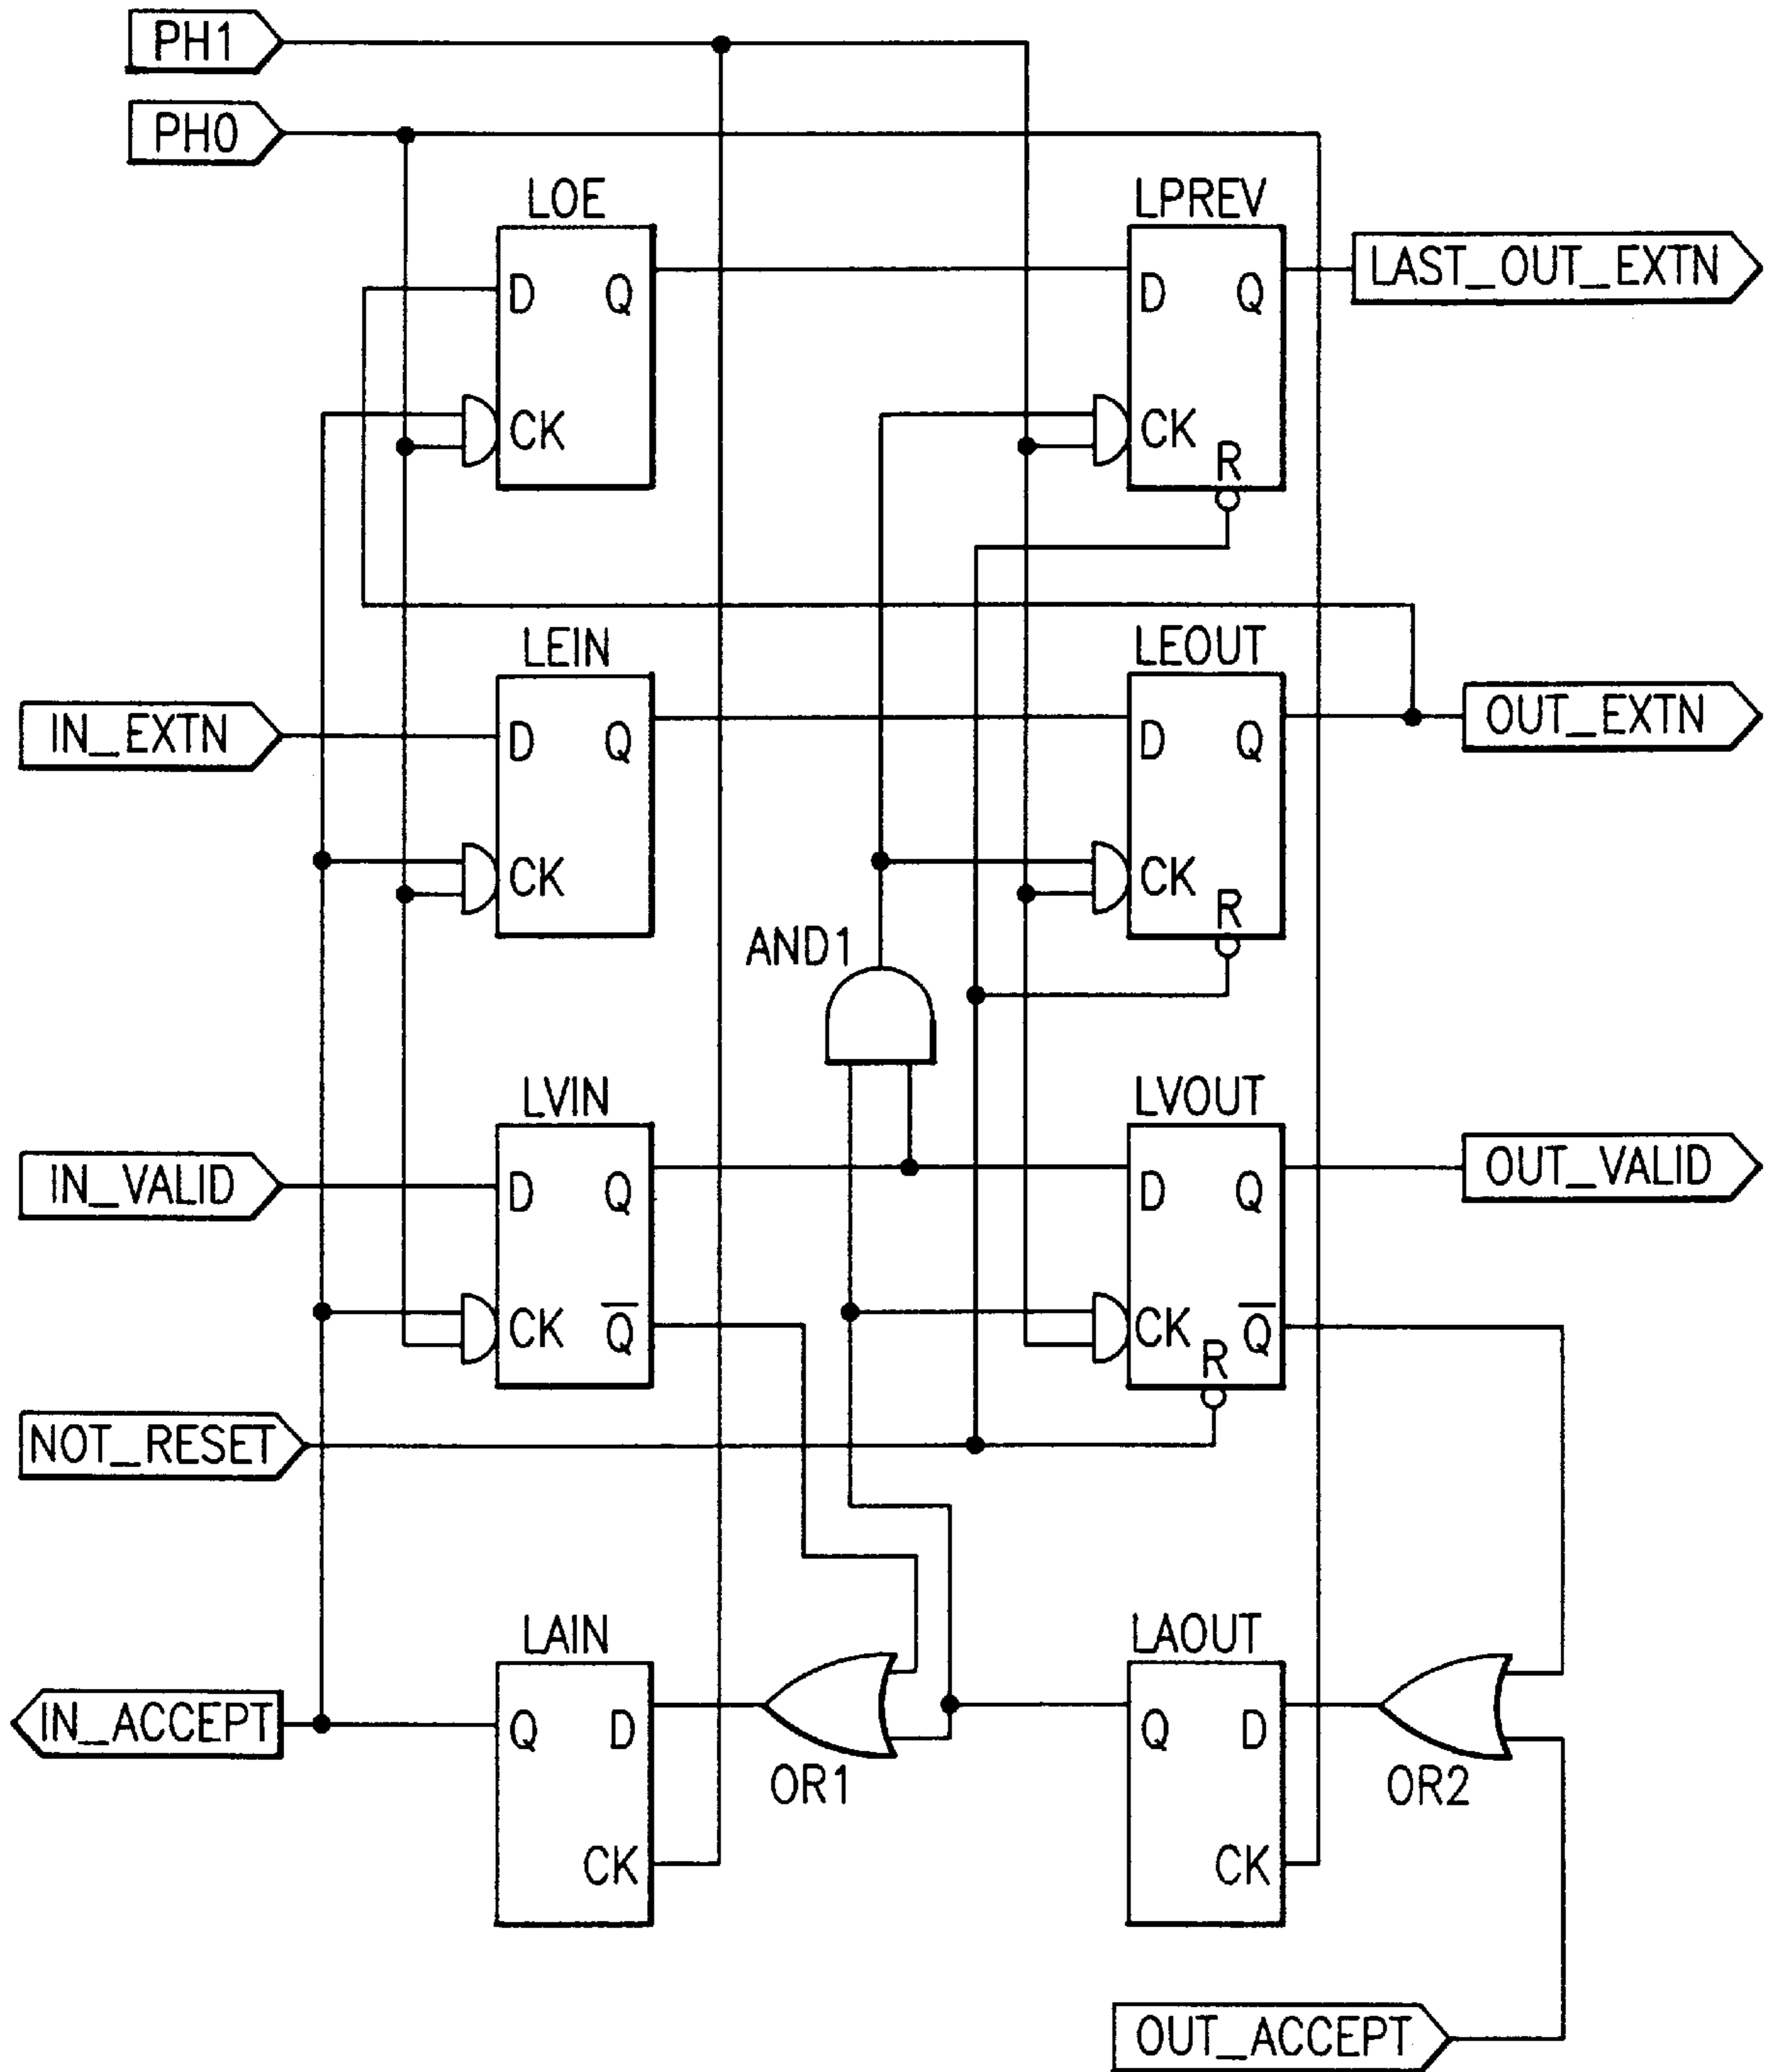 PH1
PH0
LOE
LPREV
D Q
D Q
LAST_OUT_EXTN
CK
CK
R
LEIN
LEOUT
IN_EXTN
D Q
D Q
OUT_EXTN
CK
CK
R
AND1
LVIN
LVOUT
IN_VALID
D Q
D Q
OUT_VALID
CK Q̅
CK Q̅
R
NOT_RESET
LAIN
LAOUT
IN_ACCEPT
Q D
Q D
OR1
OR2
CK
CK
OUT_ACCEPT